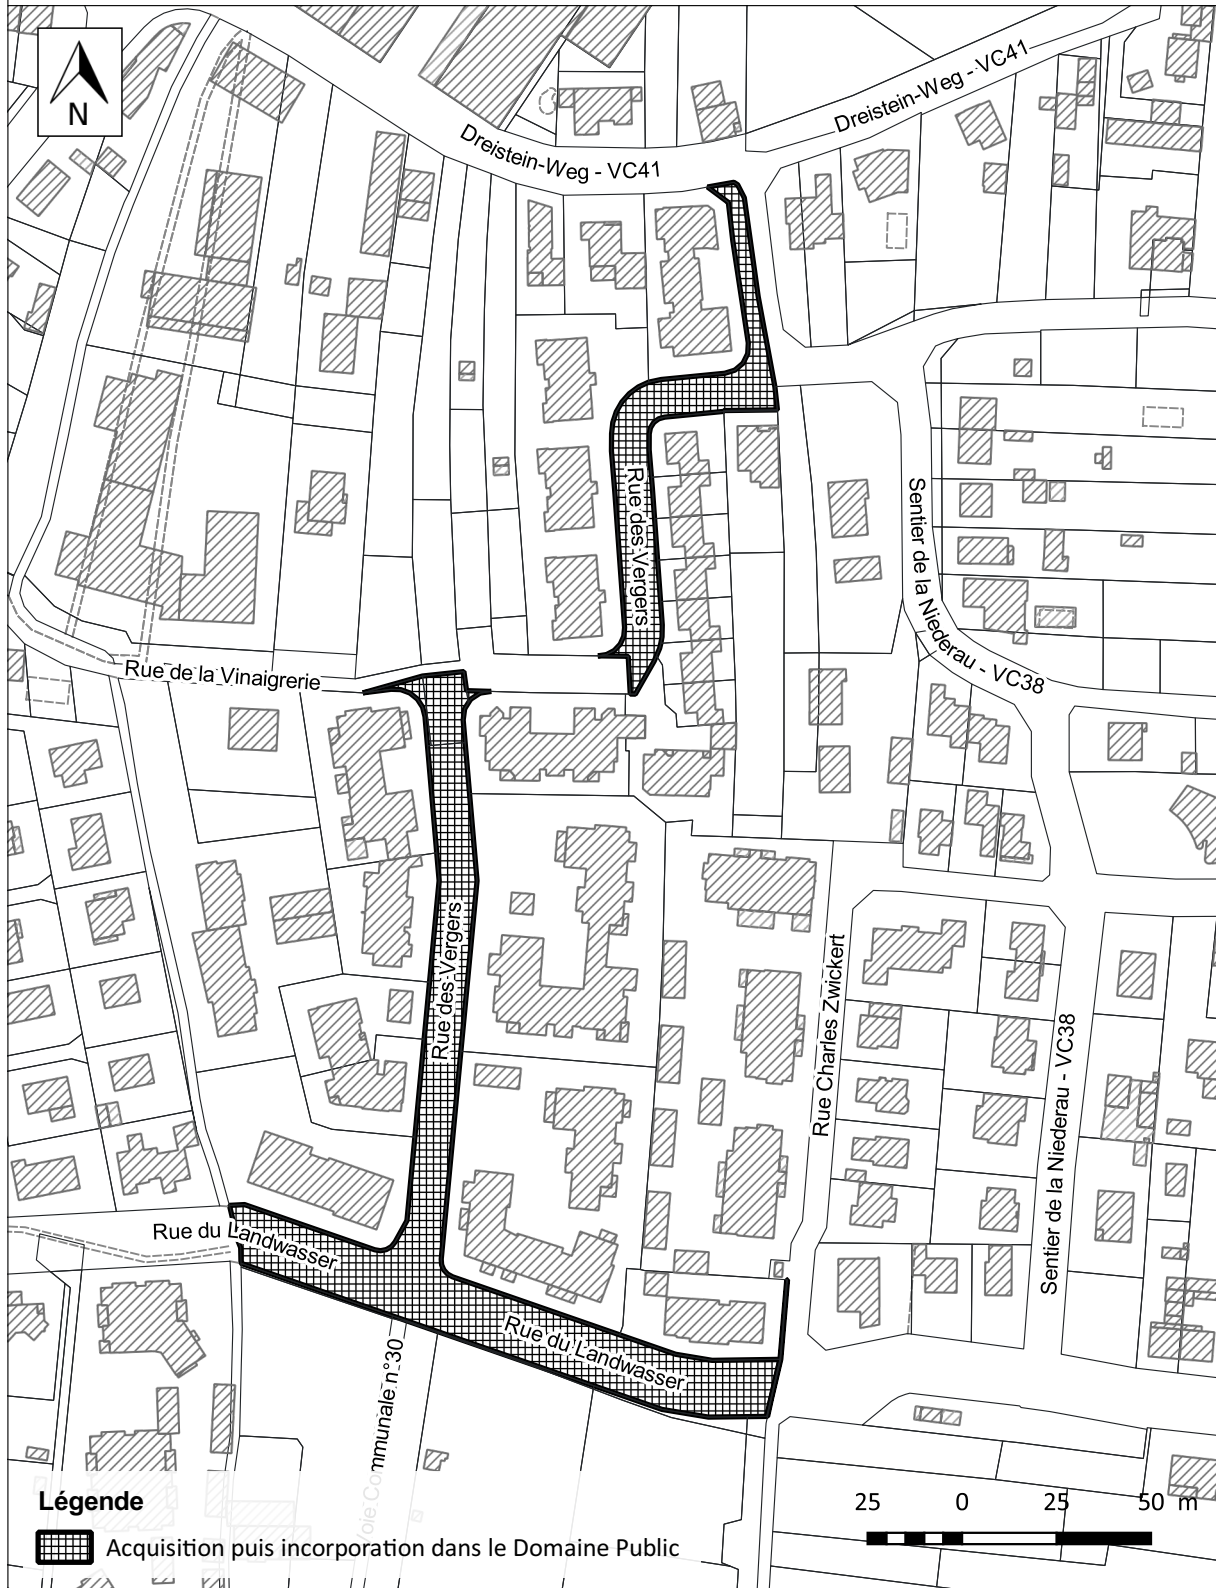 N
Dreistein-Weg - VC41
Dreistein-Weg - VC41
Rue des Vergers
Sentier de la Niederau - VC38
Rue de la Vinaigrerie
Rue des Vergers
Rue Charles Zwickert
Sentier de la Niederau - VC38
Rue du Landwasser
Rue du Landwasser
Voie Communale n°30
Légende
Acquisition puis incorporation dans le Domaine Public
25 0 25 50 m